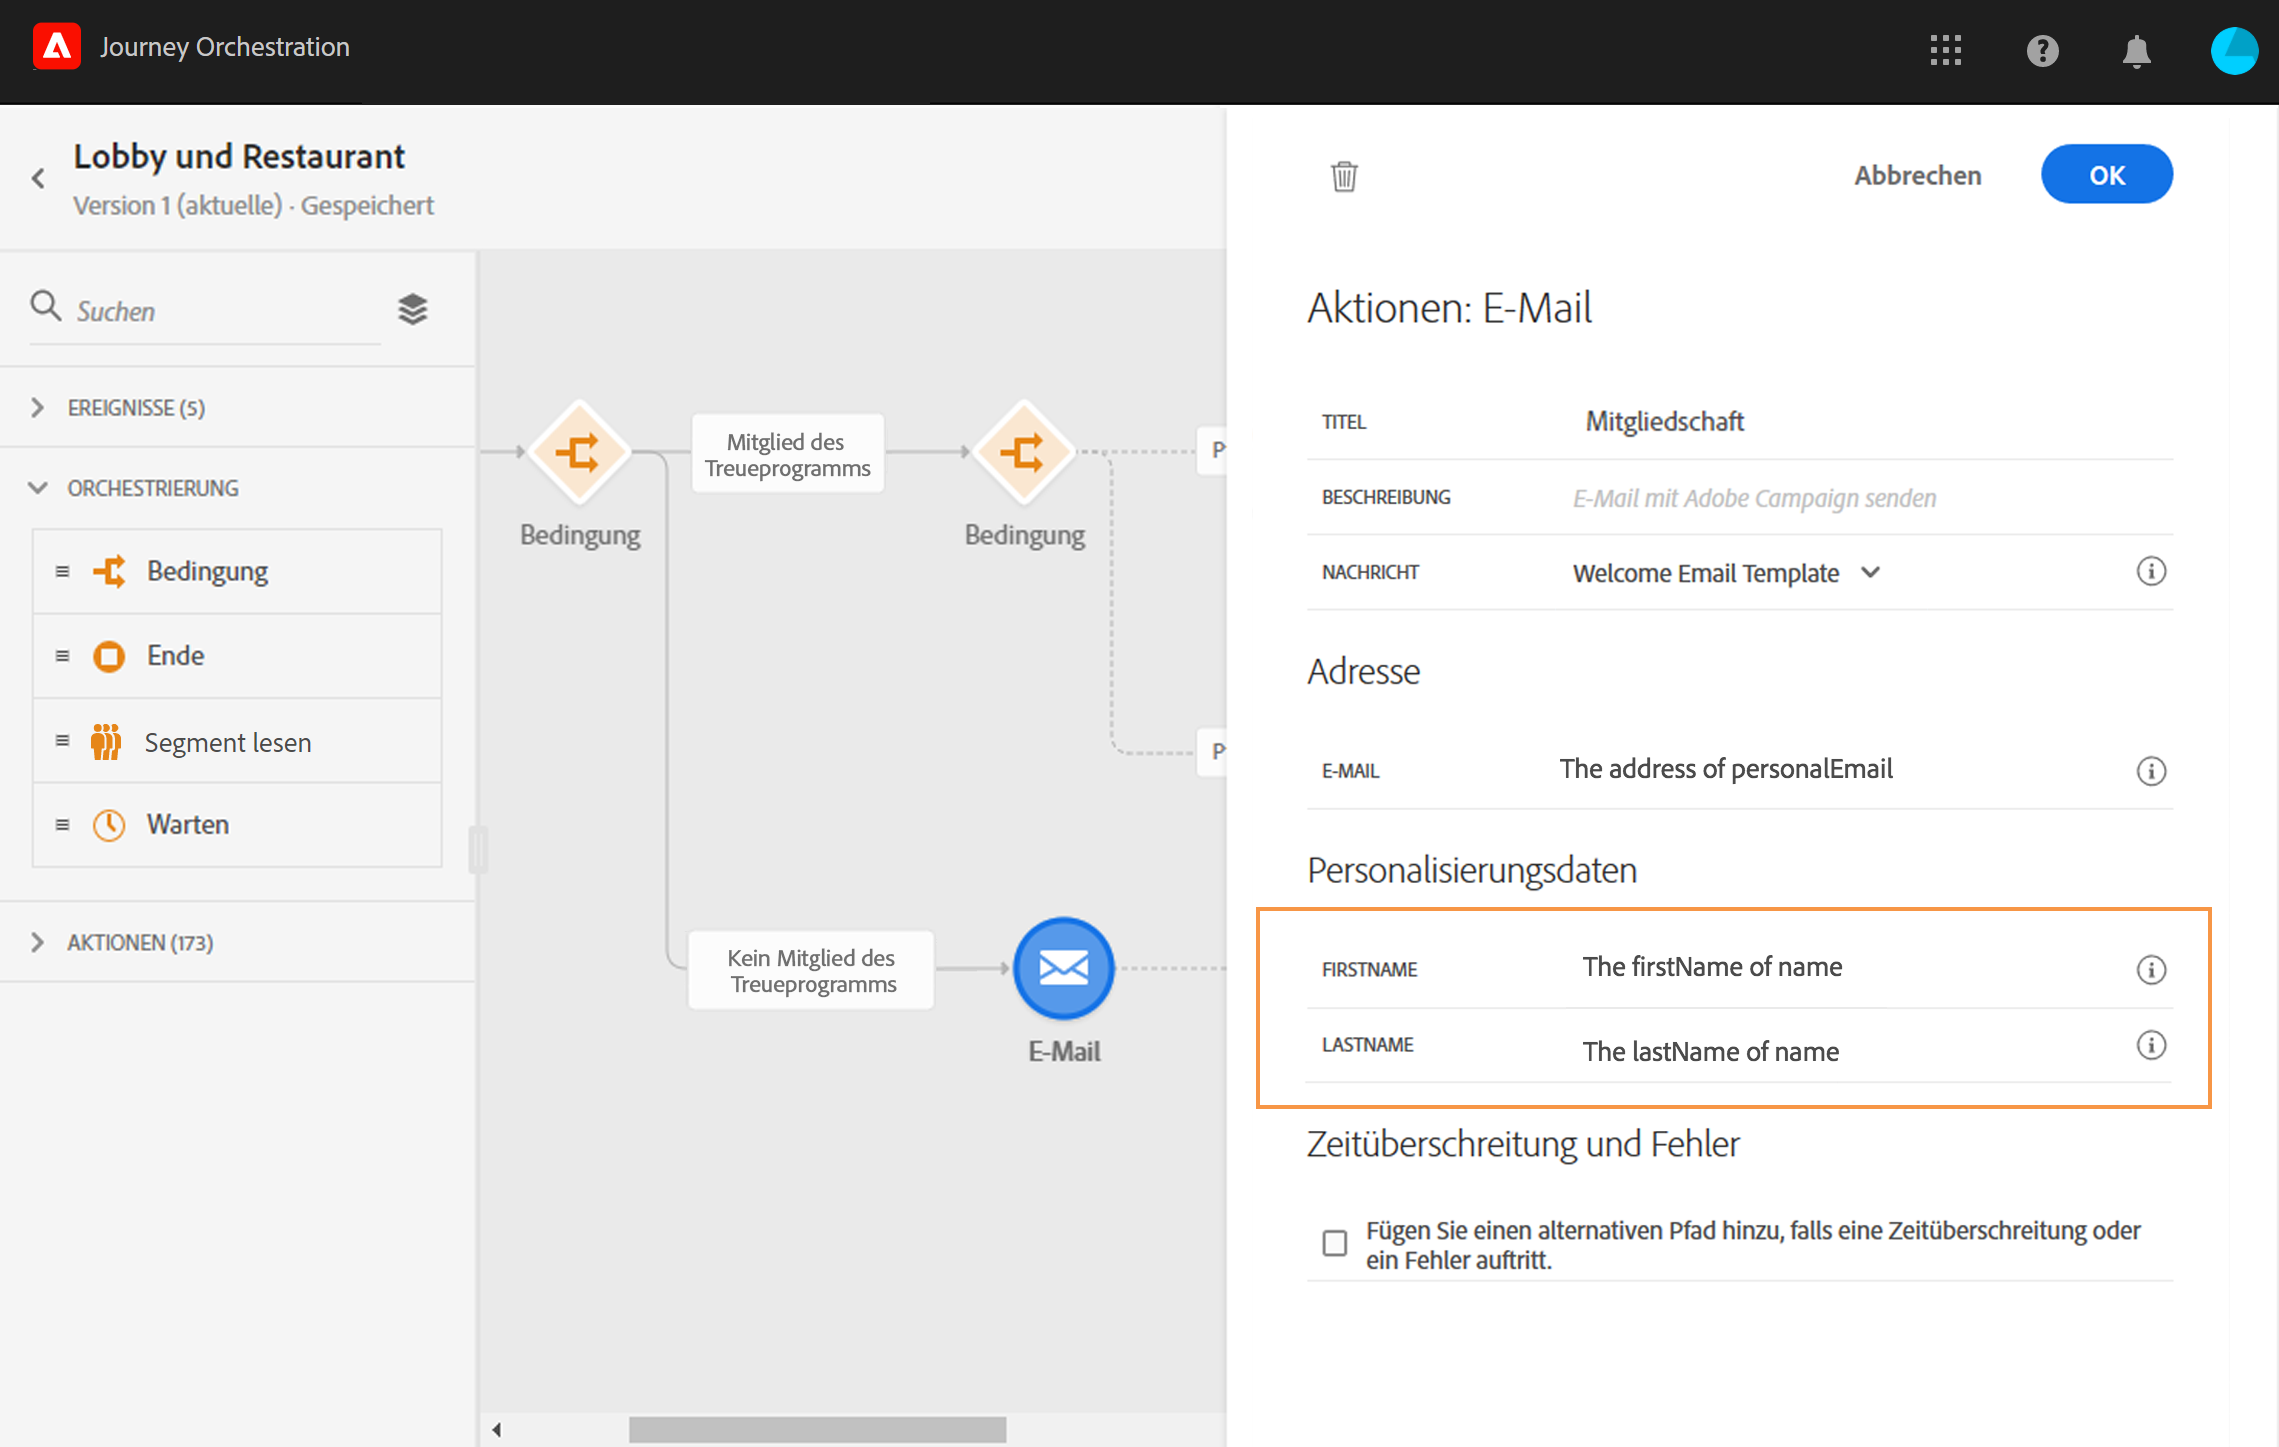 Journey Orchestration
Lobby und Restaurant
Version 1 (aktuelle) · Gespeichert
Suchen
EREIGNISSE (5)
ORCHESTRIERUNG
Bedingung
Ende
Segment lesen
Warten
AKTIONEN (173)
Bedingung
Mitglied des
Treueprogramms
Bedingung
Kein Mitglied des
Treueprogramms
E-Mail
Abbrechen
OK
Aktionen: E-Mail
TITEL
Mitgliedschaft
BESCHREIBUNG
E-Mail mit Adobe Campaign senden
NACHRICHT
Welcome Email Template
Adresse
E-MAIL
The address of personalEmail
Personalisierungsdaten
FIRSTNAME
The firstName of name
LASTNAME
The lastName of name
Zeitüberschreitung und Fehler
Fügen Sie einen alternativen Pfad hinzu, falls eine Zeitüberschreitung oder
ein Fehler auftritt.